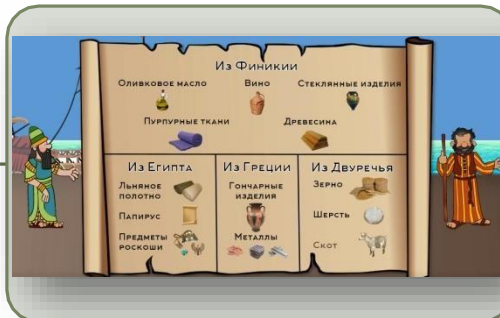 Из Финикии
Оливковое масло Вино Стеклянные изделия
Пурпурные ткани Древесина
Из Египта
Льняное
полотно
Папирус
Предметы
роскоши
Из Греции
Гончарные
изделия
Металлы
Из Двуречья
Зерно
Шерсть
Скот